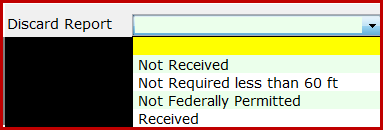 Discard Report
Not Received
Not Required less than 60 ft
Not Federally Permitted
Received